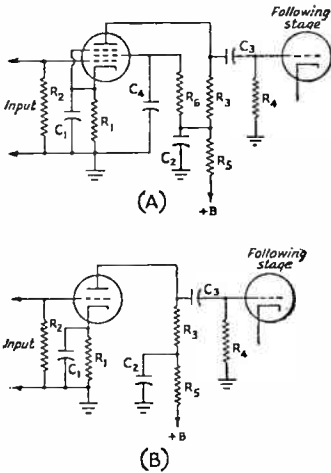 Following
stage
C3
R2
C4
R6
R3
R4
Input
C1
R1
C2
R5
+B
(A)
Following
stage
C3
R3
R2
R4
Input
C1
R1
C2
R5
+B
(B)